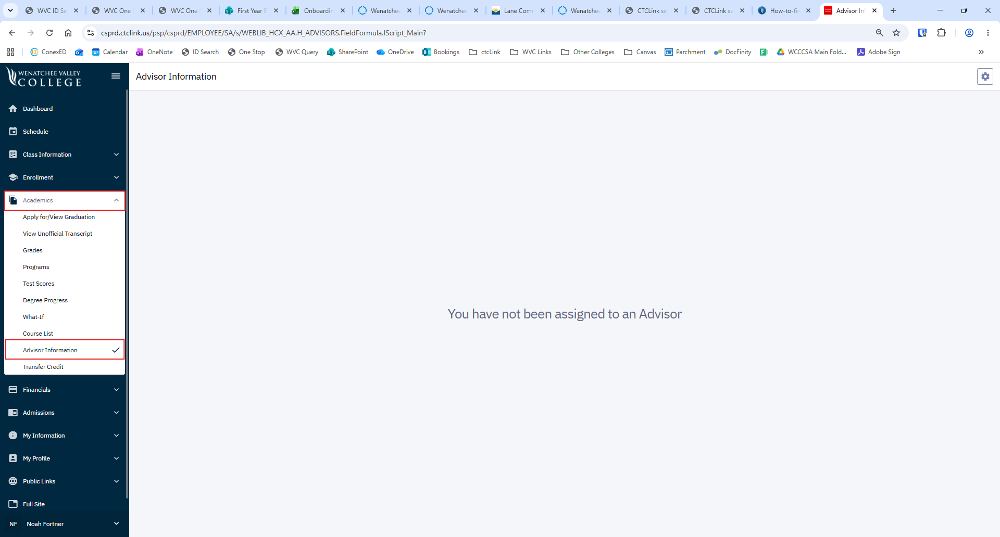 WVC ID Se
WVC One
WVC One
First Year E
Onboardin
Wenatchee
Wenatchee
Lane Comm
Wenatchee
CTCLink se
CTCLink se
How-to-fin
Advisor Inf
csprd.ctclink.us/psp/csprd/EMPLOYEE/SA/s/WEBLIB_HCX_AA.H_ADVISORS.FieldFormula.IScript_Main?
ConexED
Calendar
OneNote
ID Search
One Stop
WVC Query
SharePoint
OneDrive
Bookings
ctcLink
WVC Links
Other Colleges
Canvas
Parchment
DocFinity
WCCCSA Main Fold...
Adobe Sign
WENATCHEE VALLEY
COLLEGE
Advisor Information
Dashboard
Schedule
Class Information
Enrollment
Academics
Apply for/View Graduation
View Unofficial Transcript
Grades
Programs
Test Scores
Degree Progress
What-If
Course List
Advisor Information
Transfer Credit
Financials
Admissions
My Information
My Profile
Public Links
Full Site
NF Noah Fortner
You have not been assigned to an Advisor